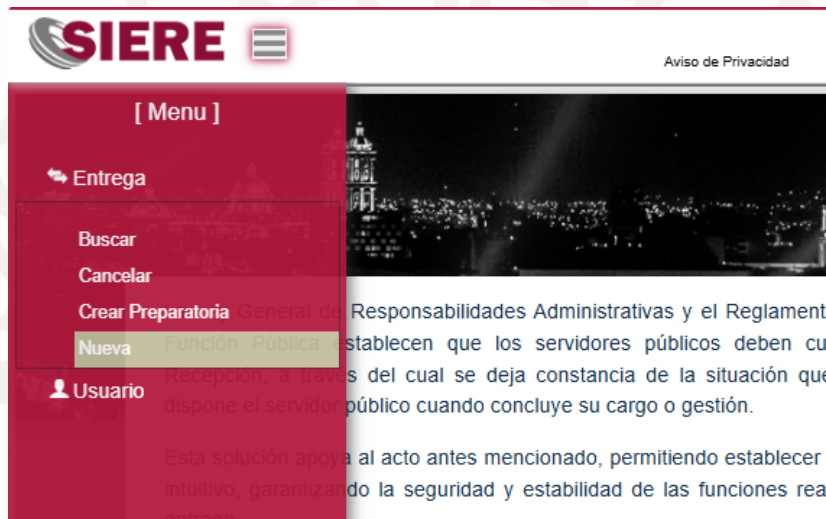 SIERE
Aviso de Privacidad
[ Menu ]
Entrega
Buscar
Cancelar
Crear Preparatoria
Nueva
Usuario
General de Responsabilidades Administrativas y el Reglament
Función Pública establecen que los servidores públicos deben cu
Recepción, a través del cual se deja constancia de la situación que
dispone el servidor público cuando concluye su cargo o gestión.
Esta solución apoya al acto antes mencionado, permitiendo establecer
intuitivo, garantizando la seguridad y estabilidad de las funciones rea
entrega